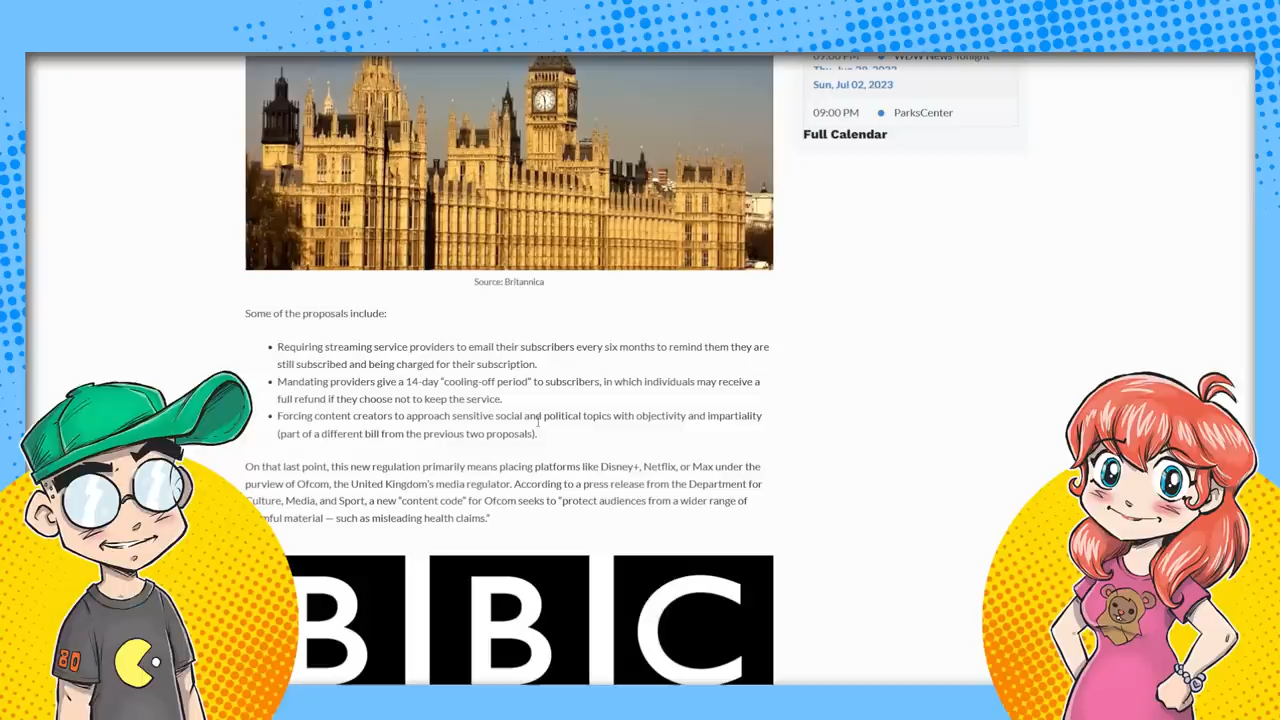 09:00 PM WDW News Tonight
Sun, Jul 02, 2023
09:00 PM ParksCenter
Full Calendar
Source: Britannica
Some of the proposals include:
Requiring streaming service providers to email their subscribers every six months to remind them they are
still subscribed and being charged for their subscription.
Mandating providers give a 14-day “cooling-off period” to subscribers, in which individuals may receive a
full refund if they choose not to keep the service.
Forcing content creators to approach sensitive social and political topics with objectivity and impartiality
(part of a different bill from the previous two proposals).
On that last point, this new regulation primarily means placing platforms like Disney+, Netflix, or Max under the
purview of Ofcom, the United Kingdom’s media regulator. According to a press release from the Department for
Culture, Media, and Sport, a new “content code” for Ofcom seeks to “protect audiences from a wider range of
material — such as misleading health claims.”
BBC
80